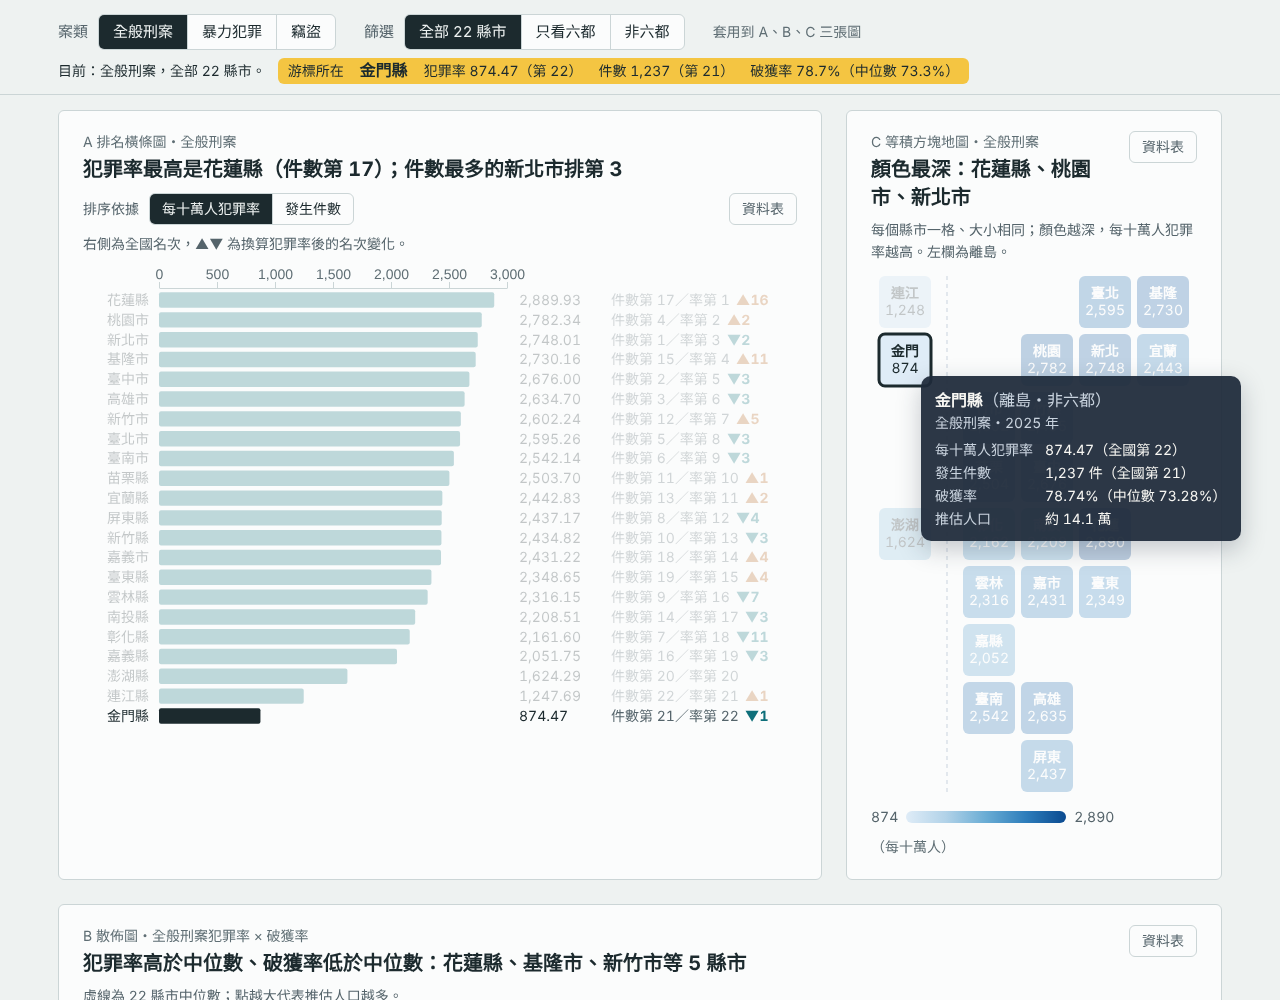 案類 全般刑案 暴力犯罪 竊盜 篩選 全部 22 縣市 只看六都 非六都 套用到 A、B、C 三張圖
目前：全般刑案，全部 22 縣市。 游標所在 金門縣 犯罪率 874.47（第 22） 件數 1,237（第 21） 破獲率 78.7%（中位數 73.3%）
A 排名橫條圖・全般刑案
犯罪率最高是花蓮縣（件數第 17）；件數最多的新北市排第 3
排序依據 每十萬人犯罪率 發生件數 資料表
右側為全國名次，▲▼ 為換算犯罪率後的名次變化。
0 500 1,000 1,500 2,000 2,500 3,000
花蓮縣 2,889.93 件數第 17／率第 1 ▲16
桃園市 2,782.34 件數第 4／率第 2 ▲2
新北市 2,748.01 件數第 1／率第 3 ▼2
基隆市 2,730.16 件數第 15／率第 4 ▲11
臺中市 2,676.00 件數第 2／率第 5 ▼3
高雄市 2,634.70 件數第 3／率第 6 ▼3
新竹市 2,602.24 件數第 12／率第 7 ▲5
臺北市 2,595.26 件數第 5／率第 8 ▼3
臺南市 2,542.14 件數第 6／率第 9 ▼3
苗栗縣 2,503.70 件數第 11／率第 10 ▲1
宜蘭縣 2,442.83 件數第 13／率第 11 ▲2
屏東縣 2,437.17 件數第 8／率第 12 ▼4
新竹縣 2,434.82 件數第 10／率第 13 ▼3
嘉義市 2,431.22 件數第 18／率第 14 ▲4
臺東縣 2,348.65 件數第 19／率第 15 ▲4
雲林縣 2,316.15 件數第 9／率第 16 ▼7
南投縣 2,208.51 件數第 14／率第 17 ▼3
彰化縣 2,161.60 件數第 7／率第 18 ▼11
嘉義縣 2,051.75 件數第 16／率第 19 ▼3
澎湖縣 1,624.29 件數第 20／率第 20
連江縣 1,247.69 件數第 22／率第 21 ▲1
金門縣 874.47 件數第 21／率第 22 ▼1
C 等積方塊地圖・全般刑案
資料表
顏色最深：花蓮縣、桃園
市、新北市
每個縣市一格、大小相同；顏色越深，每十萬人犯罪
率越高。左欄為離島。
連江 臺北 基隆
1,248 2,595 2,730
金門 桃園 新北 宜蘭
874 2,782 2,748 2,443
金門縣（離島・非六都）
全般刑案・2025 年
每十萬人犯罪率 874.47（全國第 22）
發生件數 1,237 件（全國第 21）
破獲率 78.74%（中位數 73.28%）
推估人口 約 14.1 萬
澎湖
1,624 2,162 2,209 2,890
雲林 嘉市 臺東
2,316 2,431 2,349
嘉縣
2,052
臺南 高雄
2,542 2,635
屏東
2,437
874 2,890
（每十萬人）
B 散佈圖・全般刑案犯罪率 × 破獲率
資料表
犯罪率高於中位數、破獲率低於中位數：花蓮縣、基隆市、新竹市等 5 縣市
虛線為 22 縣市中位數；點越大代表推估人口越多。